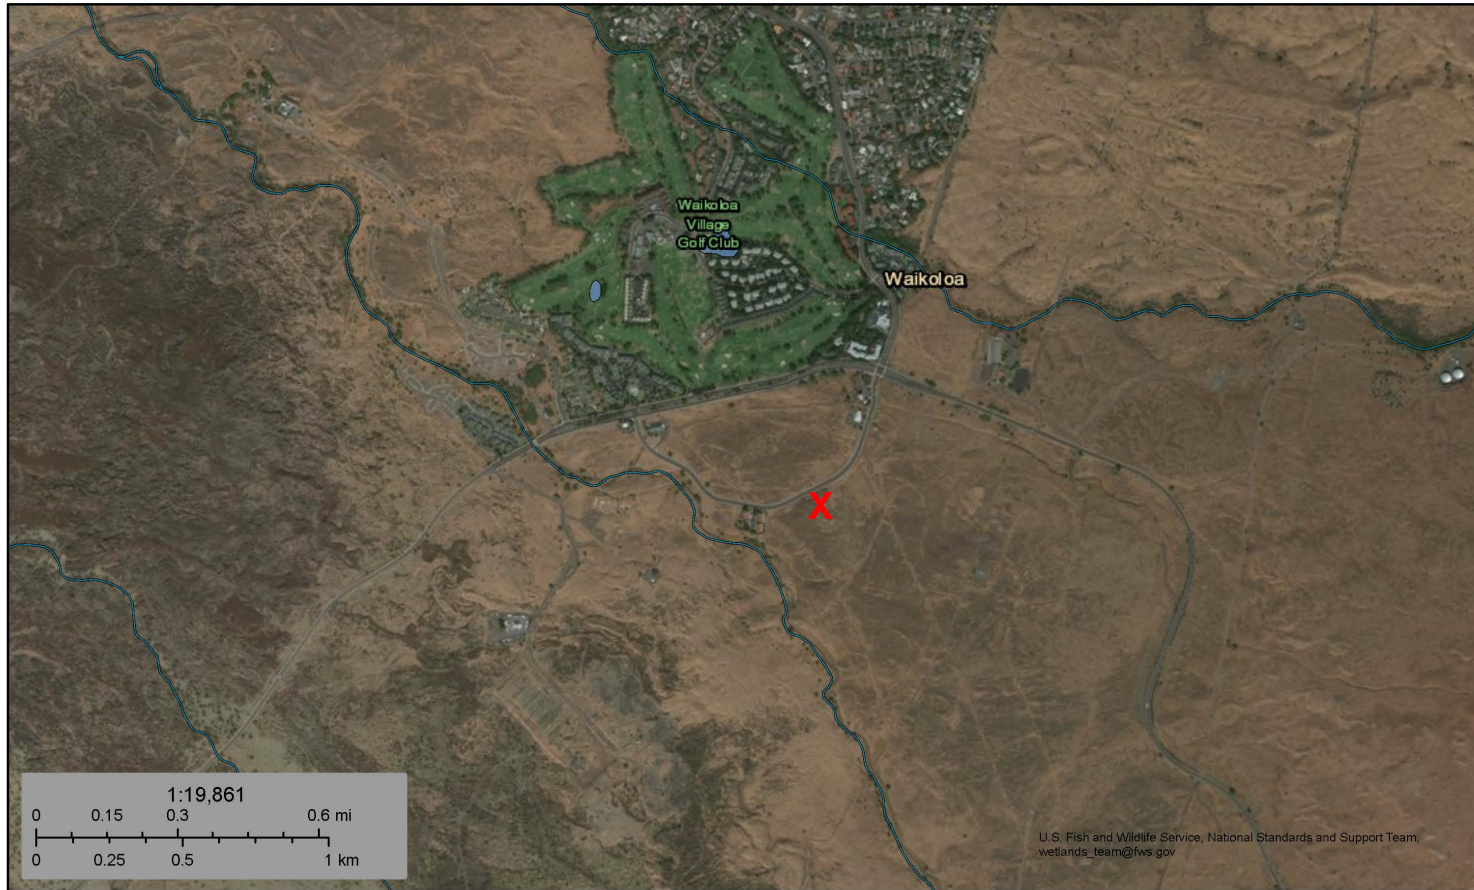 Waikoloa
Village
Golf Club
Waikoloa
X
1:19,861
0 0.15 0.3 0.6 mi
0 0.25 0.5 1 km
U.S. Fish and Wildlife Service, National Standards and Support Team,
wetlands_team@fws.gov